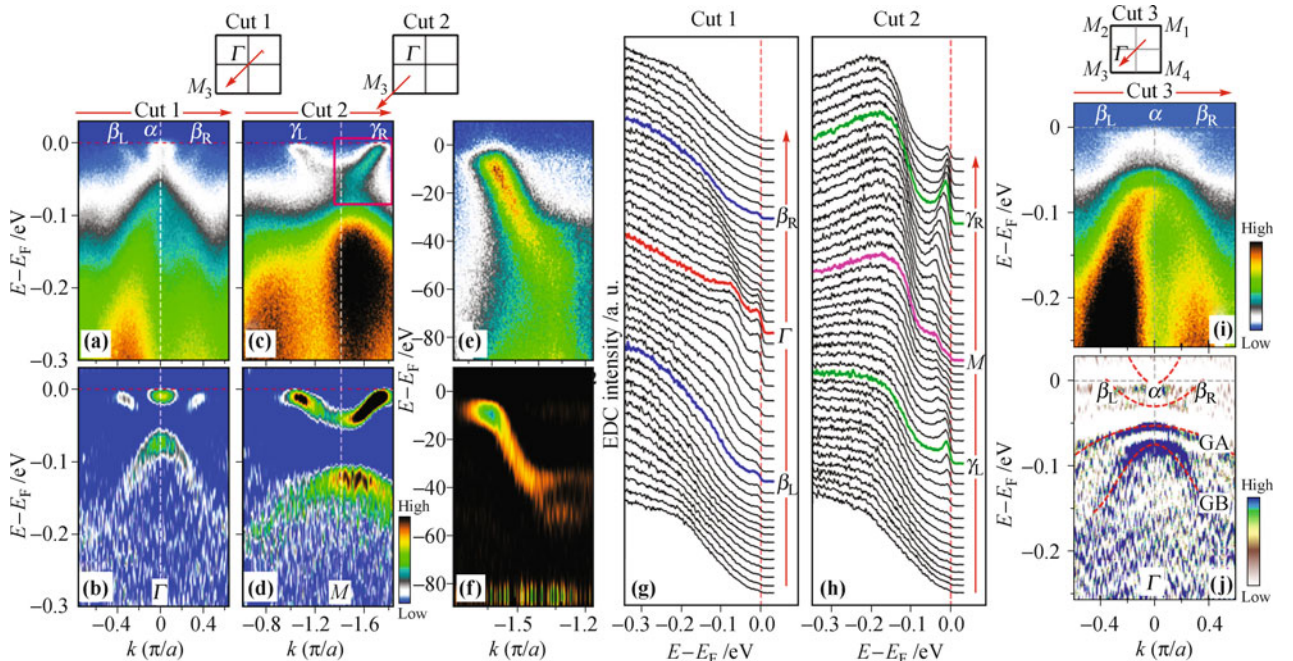 Cut 1
Γ
M3
Cut 2
Γ
M3
Cut 1
Cut 2
βL α βR
γL γR
E−EF /eV
0.0
−0.1
−0.2
−0.3
(a)
(c)
0
−20
−40
−60
−80
(e)
E−EF /eV
0.0
−0.1
−0.2
−0.3
(b)
Γ
−0.4 0.4
k (π/a)
(d)
M
High
Low
−0.6 −1.2 −1.8
k (π/a)
E−EF /eV
0
−20
−40
−60
−80
(f)
−1.5 −1.2
k (π/a)
Cut 1
EDC intensity /a. u.
βR
Γ
βL
(g)
−0.3 −0.2 −0.1 0.0
E−EF /eV
Cut 2
γR
M
γL
(h)
−0.3 −0.2 −0.1 0.0
E−EF /eV
Cut 3
M2 M1
Γ
M3 M4
Cut 3
βL α βR
E−EF /eV
0
−0.1
−0.2
(i)
High
Low
E−EF /eV
0
−0.1
−0.2
βL α βR
GA
GB
Γ
(j)
High
Low
−0.4 0 0.4
k (π/a)